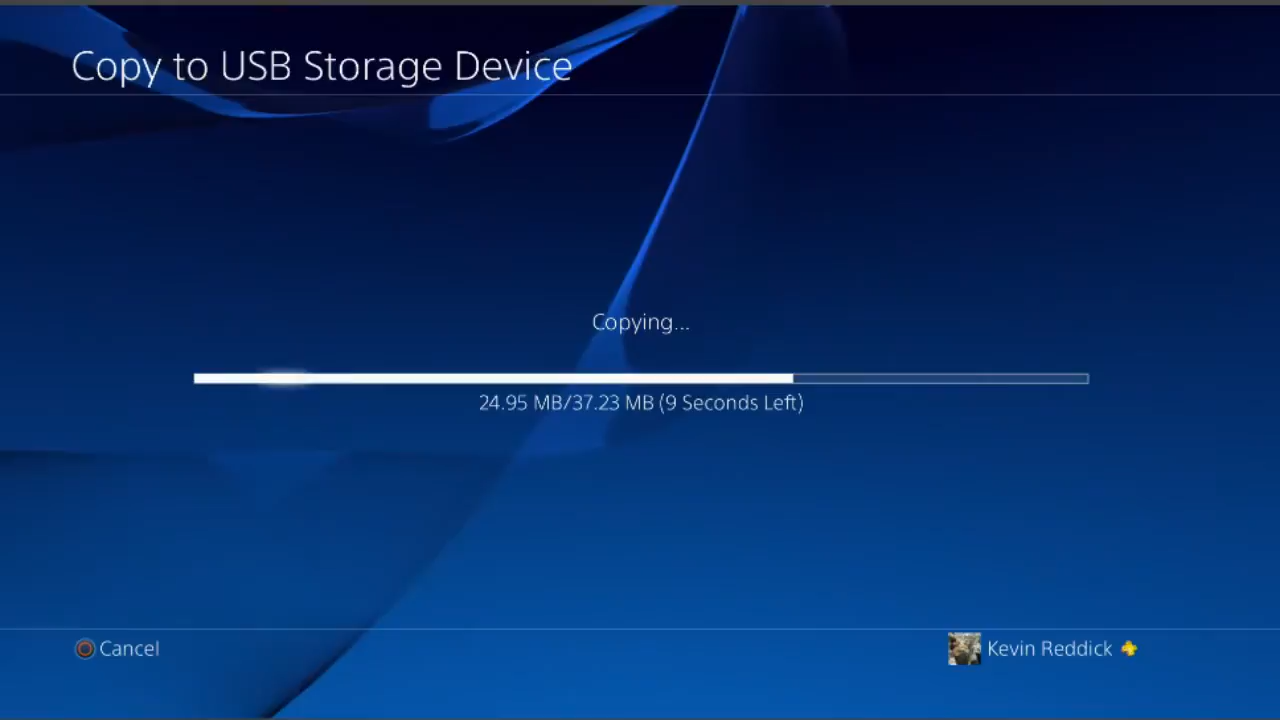 Copy to USB Storage Device
Copying...
24.95 MB/37.23 MB (9 Seconds Left)
Cancel
Kevin Reddick